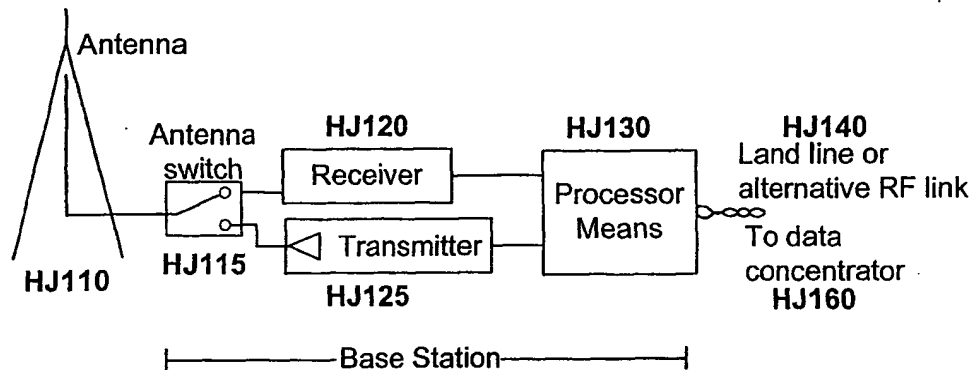 Antenna
HJ110
Antenna
switch
HJ115
HJ120
Receiver
Transmitter
HJ125
HJ130
Processor
Means
HJ140
Land line or
alternative RF link
To data
concentrator
HJ160
Base Station